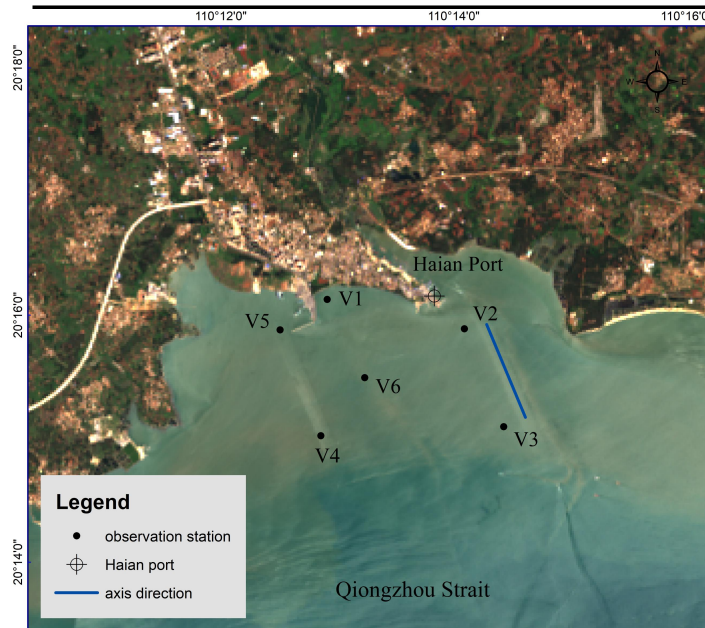 110°12'0" 110°14'0" 110°16'0
20°18'0"
N
W E
S
Haian Port
V1
20°16'0"
V5
V2
V6
V3
V4
Legend
observation station
Haian port
axis direction
20°14'0"
Qiongzhou Strait